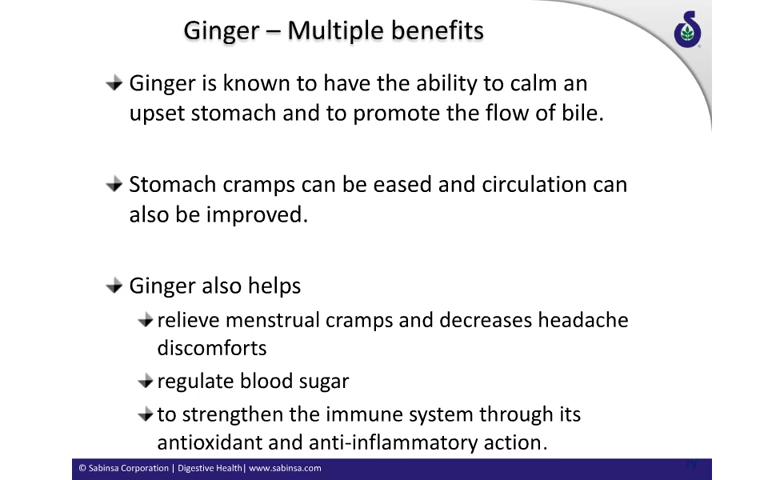 Ginger – Multiple benefits
Ginger is known to have the ability to calm an
upset stomach and to promote the flow of bile.
Stomach cramps can be eased and circulation can
also be improved.
Ginger also helps
relieve menstrual cramps and decreases headache
discomforts
regulate blood sugar
to strengthen the immune system through its
antioxidant and anti-inflammatory action.
© Sabinsa Corporation | Digestive Health| www.sabinsa.com